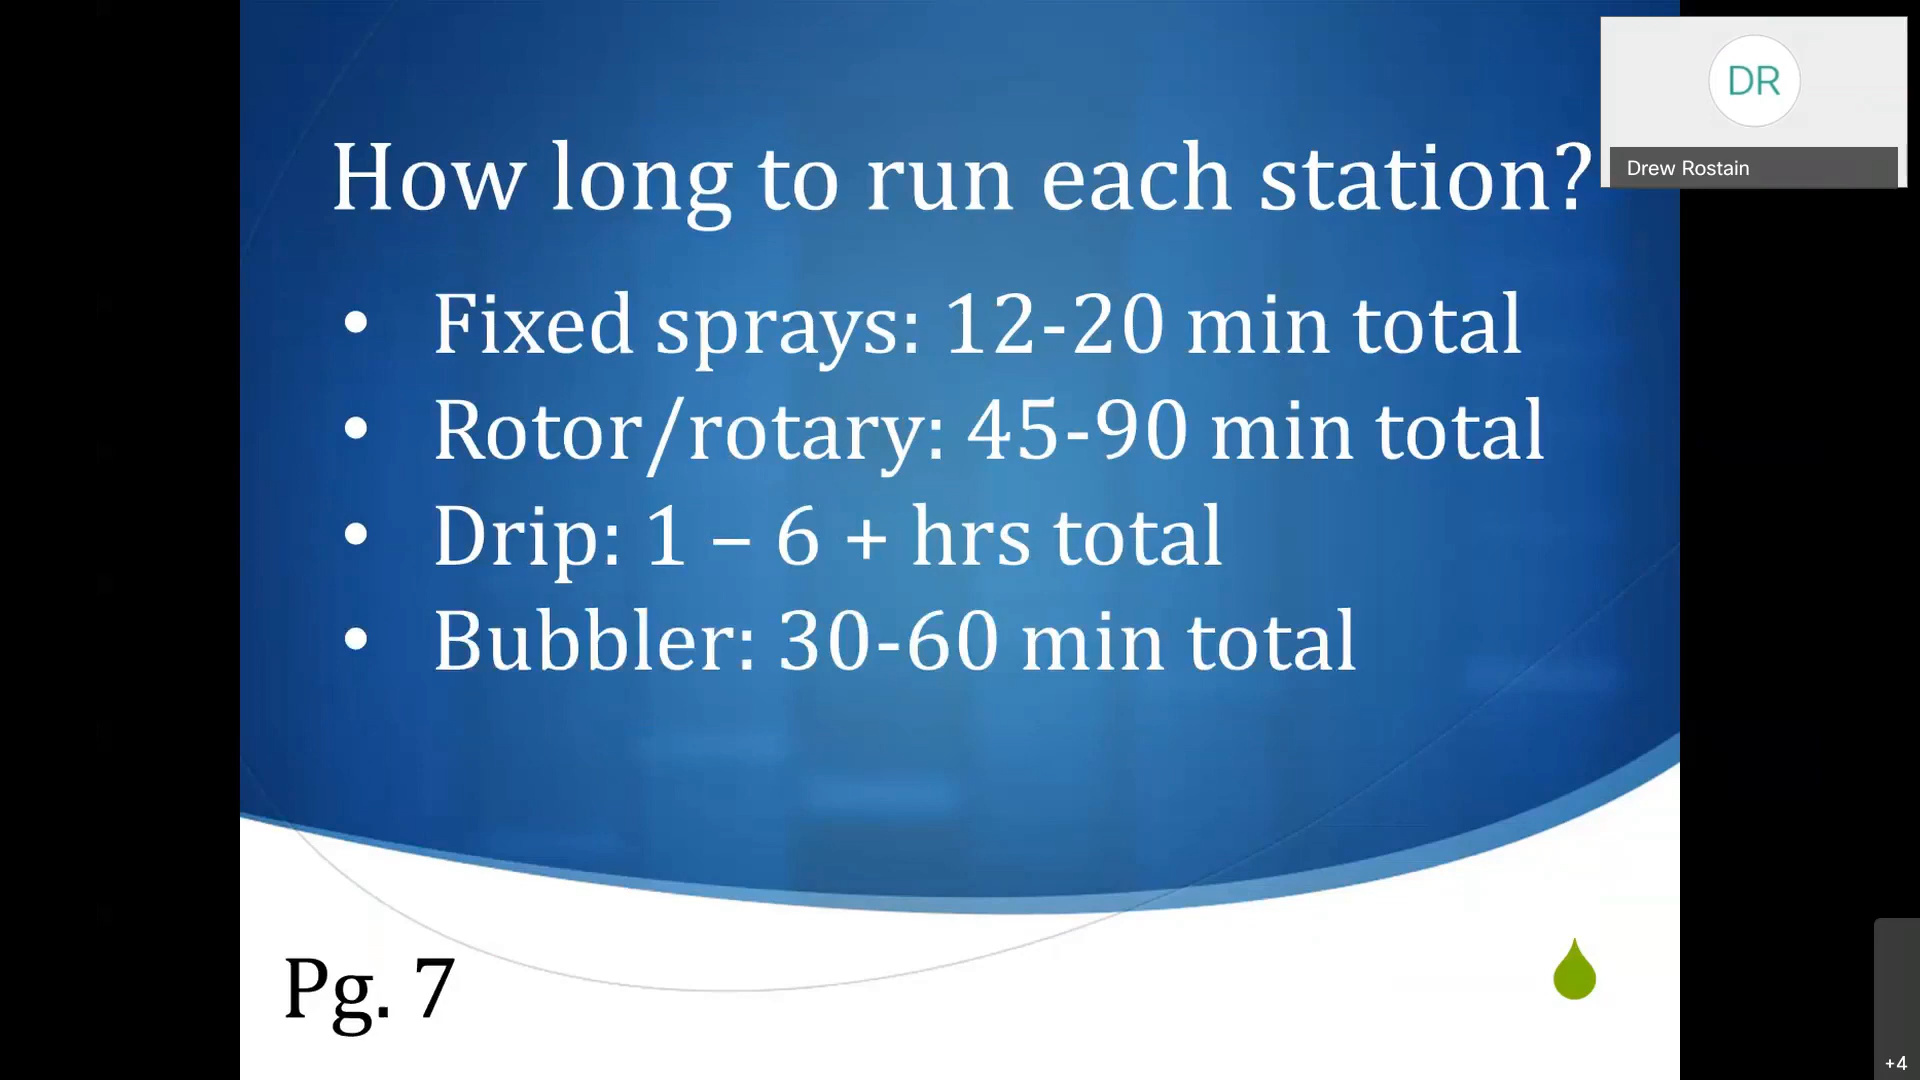 How long to run each station?
• Fixed sprays: 12-20 min total
• Rotor/rotary: 45-90 min total
• Drip: 1 – 6 + hrs total
• Bubbler: 30-60 min total
Pg. 7
DR
Drew Rostain
+4